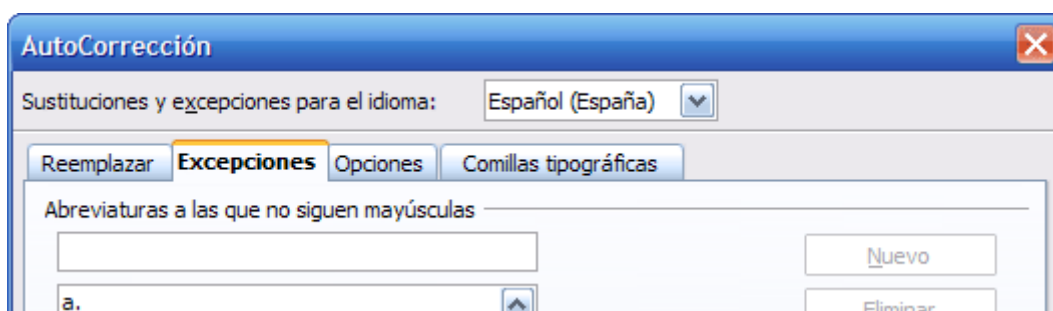 AutoCorrección
Sustituciones y excepciones para el idioma: Español (España)
Reemplazar Excepciones Opciones Comillas tipográficas
Abreviaturas a las que no siguen mayúsculas
Nuevo
a.
Eliminar